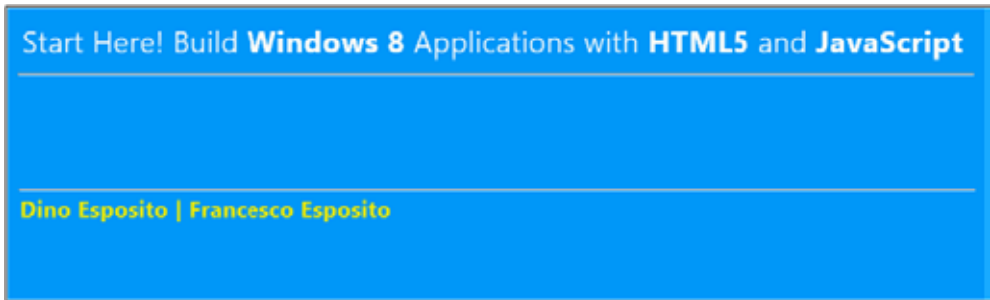 Start Here! Build Windows 8 Applications with HTML5 and JavaScript
Dino Esposito | Francesco Esposito